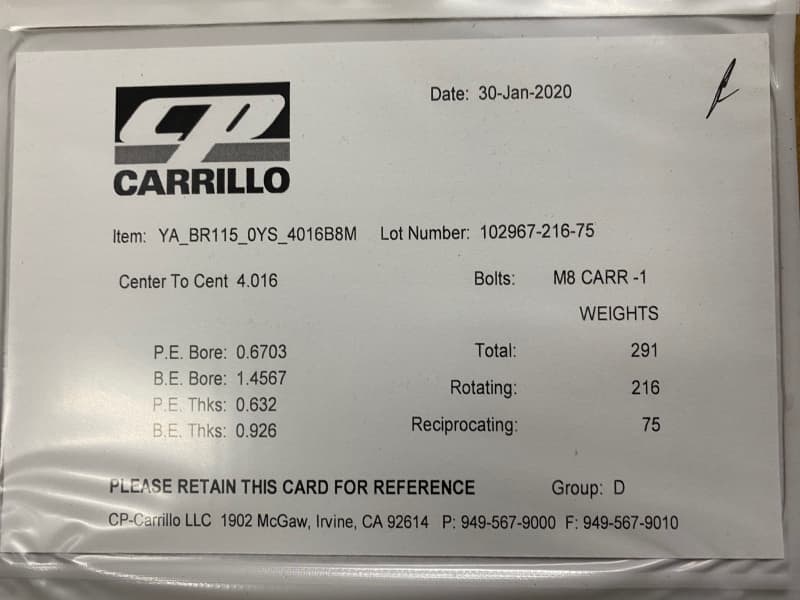 Date: 30-Jan-2020
CP
CARRILLO
Item: YA_BR115_0YS_4016B8M Lot Number: 102967-216-75
Center To Cent 4.016 Bolts: M8 CARR -1
WEIGHTS
P.E. Bore: 0.6703 Total: 291
B.E. Bore: 1.4567 Rotating: 216
P.E. Thks: 0.632
B.E. Thks: 0.926 Reciprocating: 75
PLEASE RETAIN THIS CARD FOR REFERENCE Group: D
CP-Carrillo LLC 1902 McGaw, Irvine, CA 92614 P: 949-567-9000 F: 949-567-9010